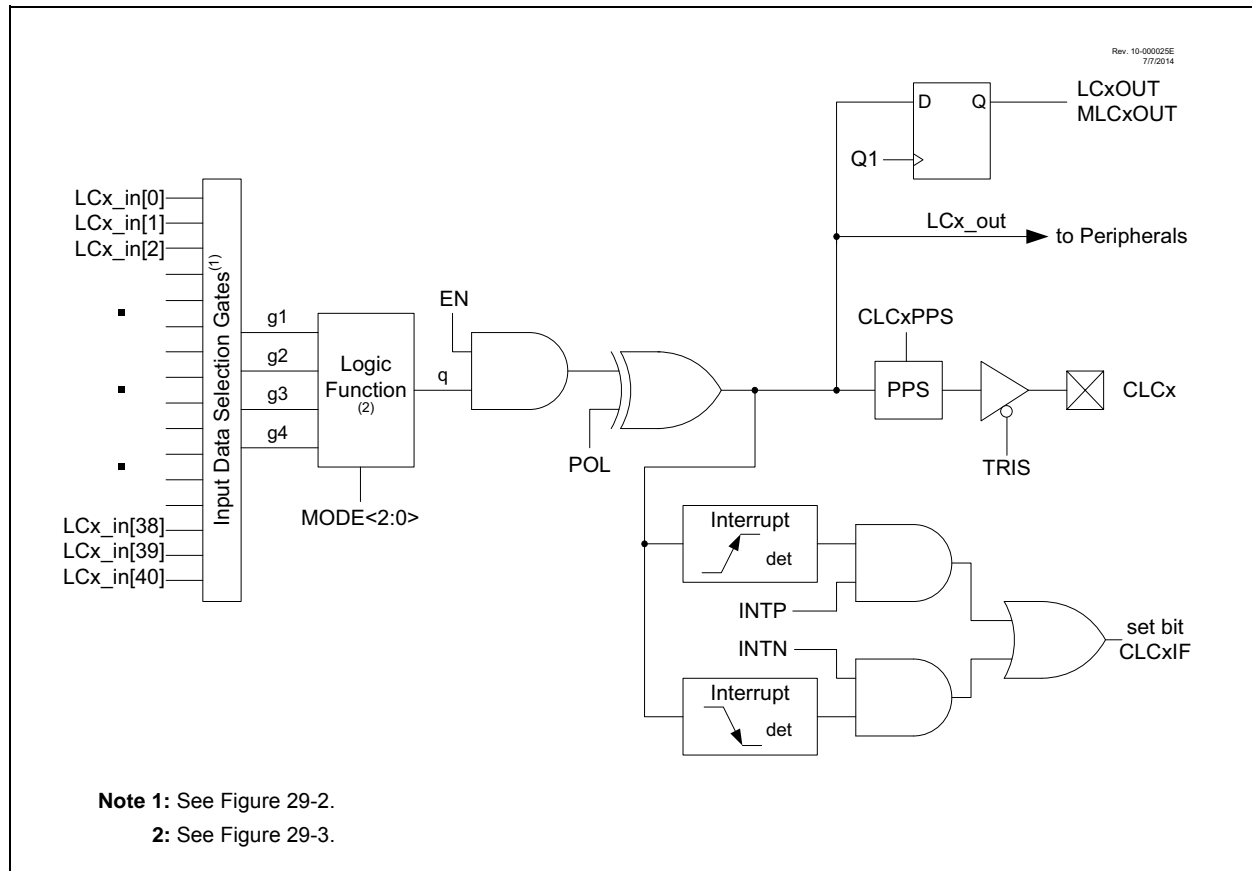 Rev. 10-000025E
7/7/2014
LCxOUT
MLCxOUT
D
Q
Q1
LCx_in[0]
LCx_in[1]
LCx_in[2]
LCx_out
to Peripherals
Input Data Selection Gates(1)
EN
CLCxPPS
g1
g2
g3
g4
Logic
Function
(2)
q
PPS
CLCx
POL
TRIS
MODE<2:0>
LCx_in[38]
LCx_in[39]
LCx_in[40]
Interrupt
det
INTP
INTN
set bit
CLCxIF
Interrupt
det
Note 1: See Figure 29-2.
2: See Figure 29-3.